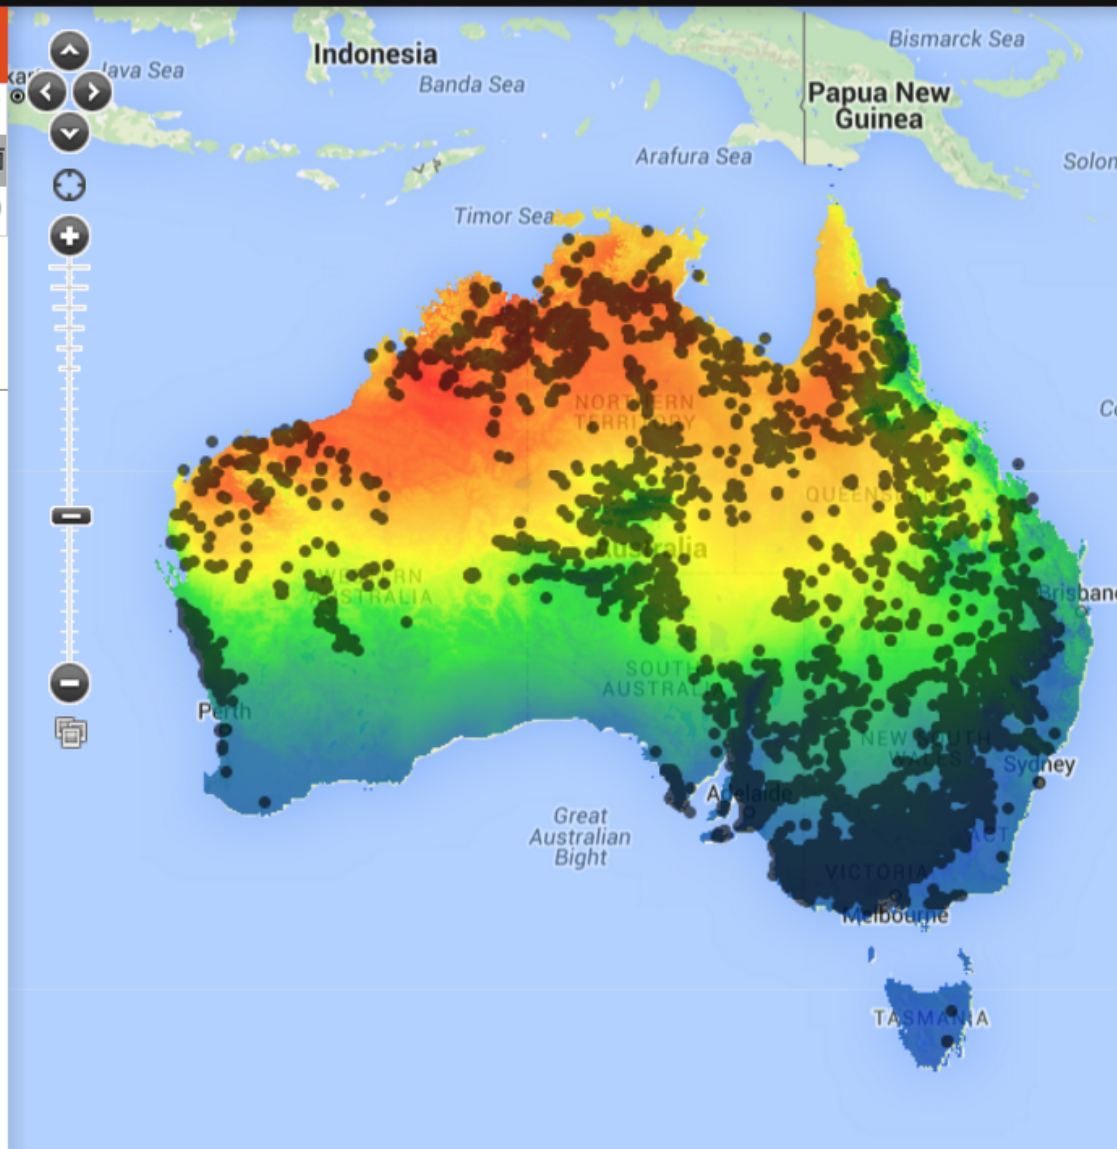 Bismarck Sea
Indonesia
Java Sea
Banda Sea
Papua New
Guinea
Arafura Sea
Solom
Timor Sea
NORTHERN
TERRITORY
QUEENSLAND
Australia
WESTERN
AUSTRALIA
Brisbane
SOUTH
AUSTRALIA
Perth
NEW SOUTH
WALES
Sydney
Adelaide
Great
Australian
Bight
ACT
VICTORIA
Melbourne
TASMANIA